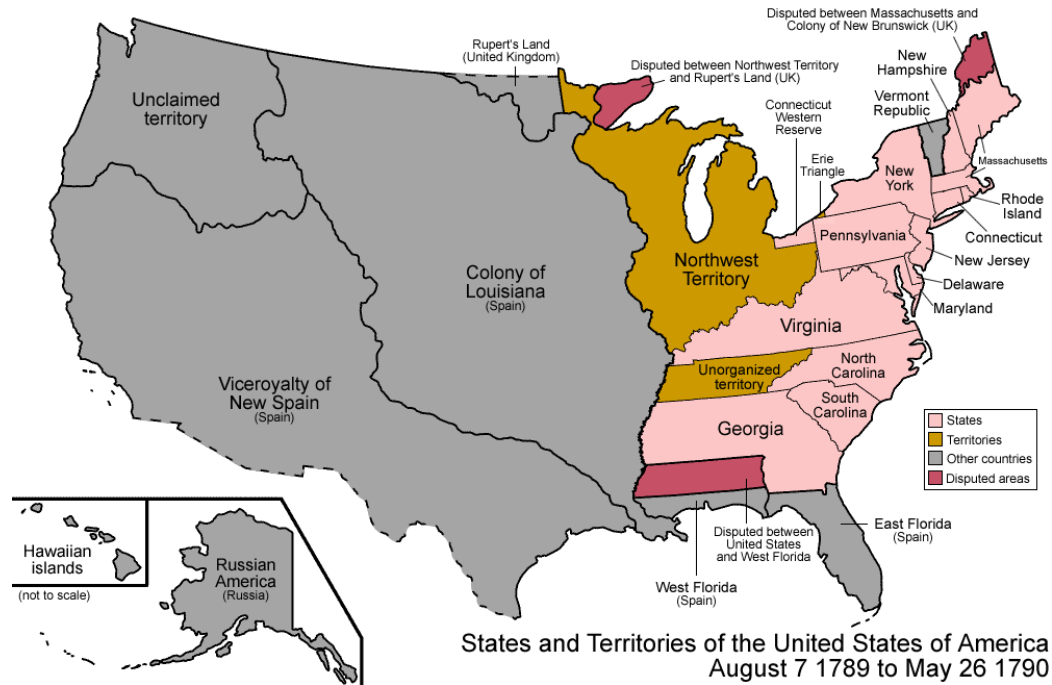 Disputed between Massachusetts and
Colony of New Brunswick (UK)
Rupert's Land
(United Kingdom)
Disputed between Northwest Territory
and Rupert's Land (UK)
New
Hampshire
Vermont
Republic
Unclaimed
territory
Connecticut
Western
Reserve
Erie
Triangle
Massachusetts
New
York
Rhode
Island
Connecticut
Pennsylvania
New Jersey
Northwest
Territory
Colony of
Louisiana
(Spain)
Delaware
Maryland
Virginia
Unorganized
territory
North
Carolina
Viceroyalty of
New Spain
(Spain)
South
Carolina
Georgia
States
Territories
Other countries
Disputed areas
East Florida
(Spain)
Disputed between
United States
and West Florida
West Florida
(Spain)
Hawaiian
islands
(not to scale)
Russian
America
(Russia)
States and Territories of the United States of America
August 7 1789 to May 26 1790